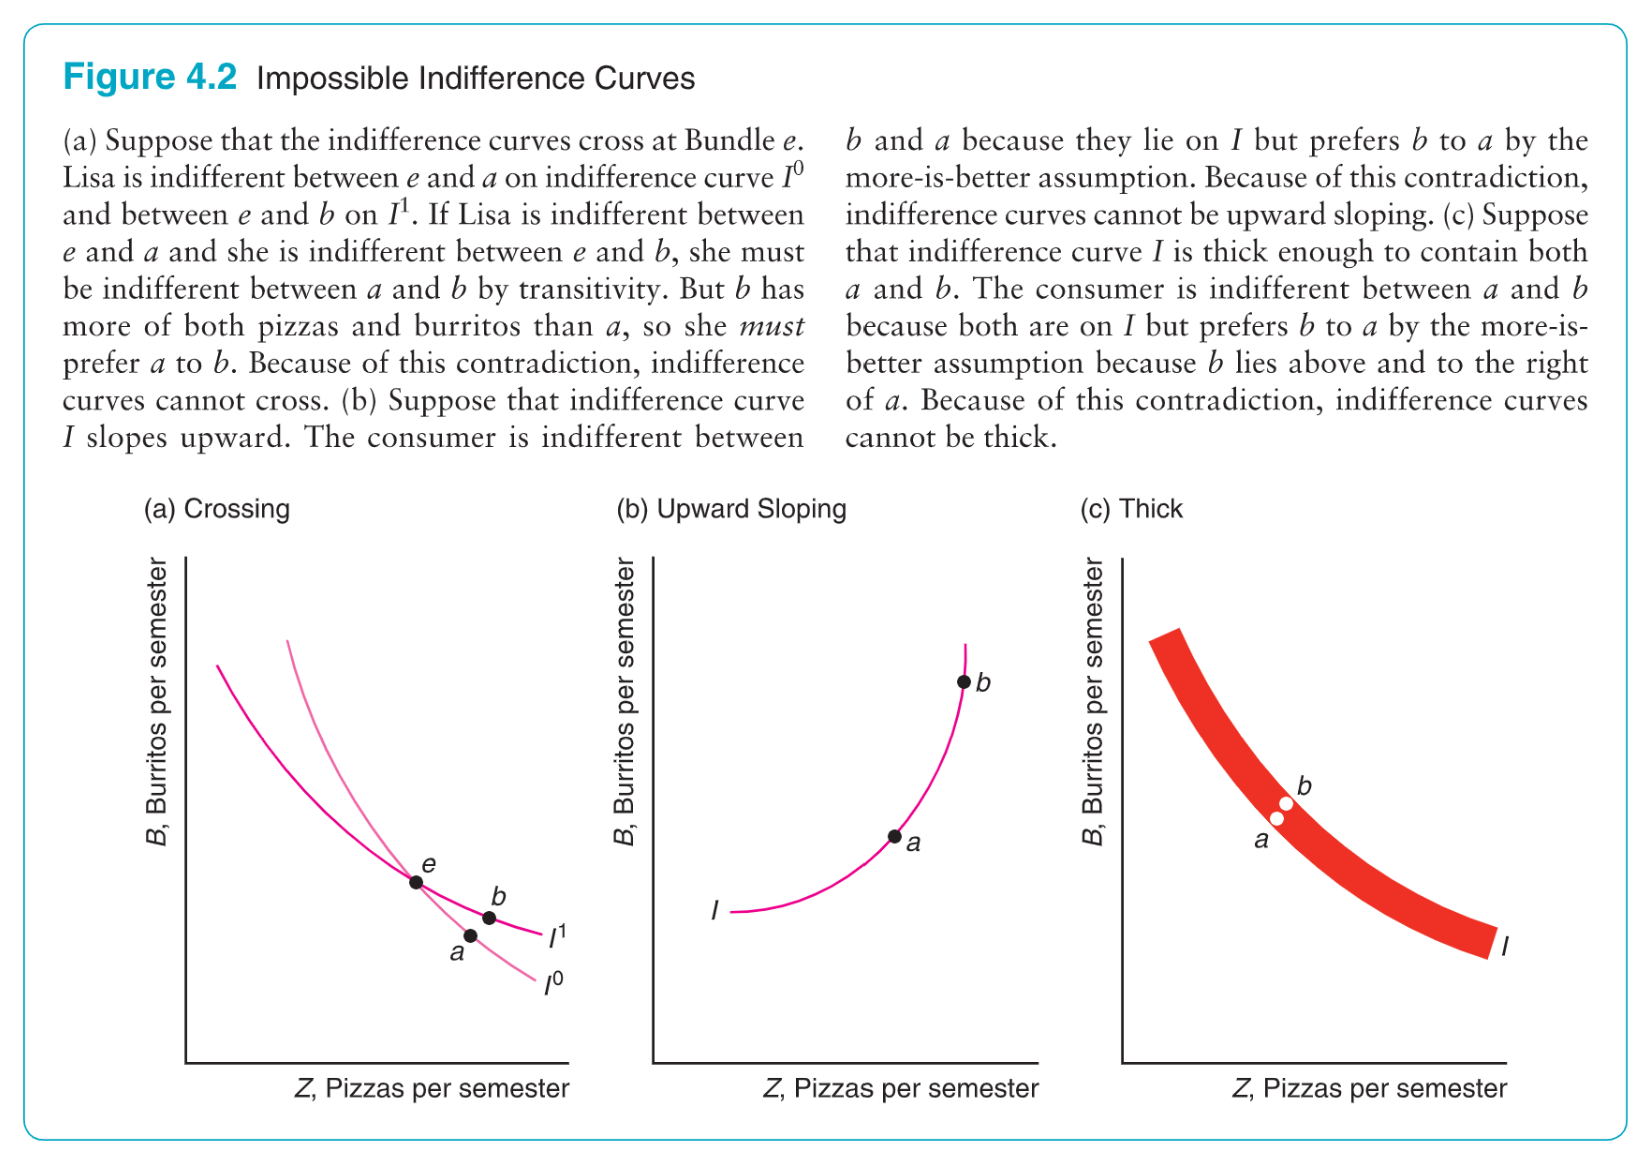 Figure 4.2 Impossible Indifference Curves
(a) Suppose that the indifference curves cross at Bundle e.
Lisa is indifferent between e and a on indifference curve I⁰
and between e and b on I¹. If Lisa is indifferent between
e and a and she is indifferent between e and b, she must
be indifferent between a and b by transitivity. But b has
more of both pizzas and burritos than a, so she must
prefer a to b. Because of this contradiction, indifference
curves cannot cross. (b) Suppose that indifference curve
I slopes upward. The consumer is indifferent between
b and a because they lie on I but prefers b to a by the
more-is-better assumption. Because of this contradiction,
indifference curves cannot be upward sloping. (c) Suppose
that indifference curve I is thick enough to contain both
a and b. The consumer is indifferent between a and b
because both are on I but prefers b to a by the more-is-
better assumption because b lies above and to the right
of a. Because of this contradiction, indifference curves
cannot be thick.
(a) Crossing
B, Burritos per semester
e
b
a
I¹
I⁰
Z, Pizzas per semester
(b) Upward Sloping
B, Burritos per semester
b
a
I
Z, Pizzas per semester
(c) Thick
B, Burritos per semester
b
a
I
Z, Pizzas per semester